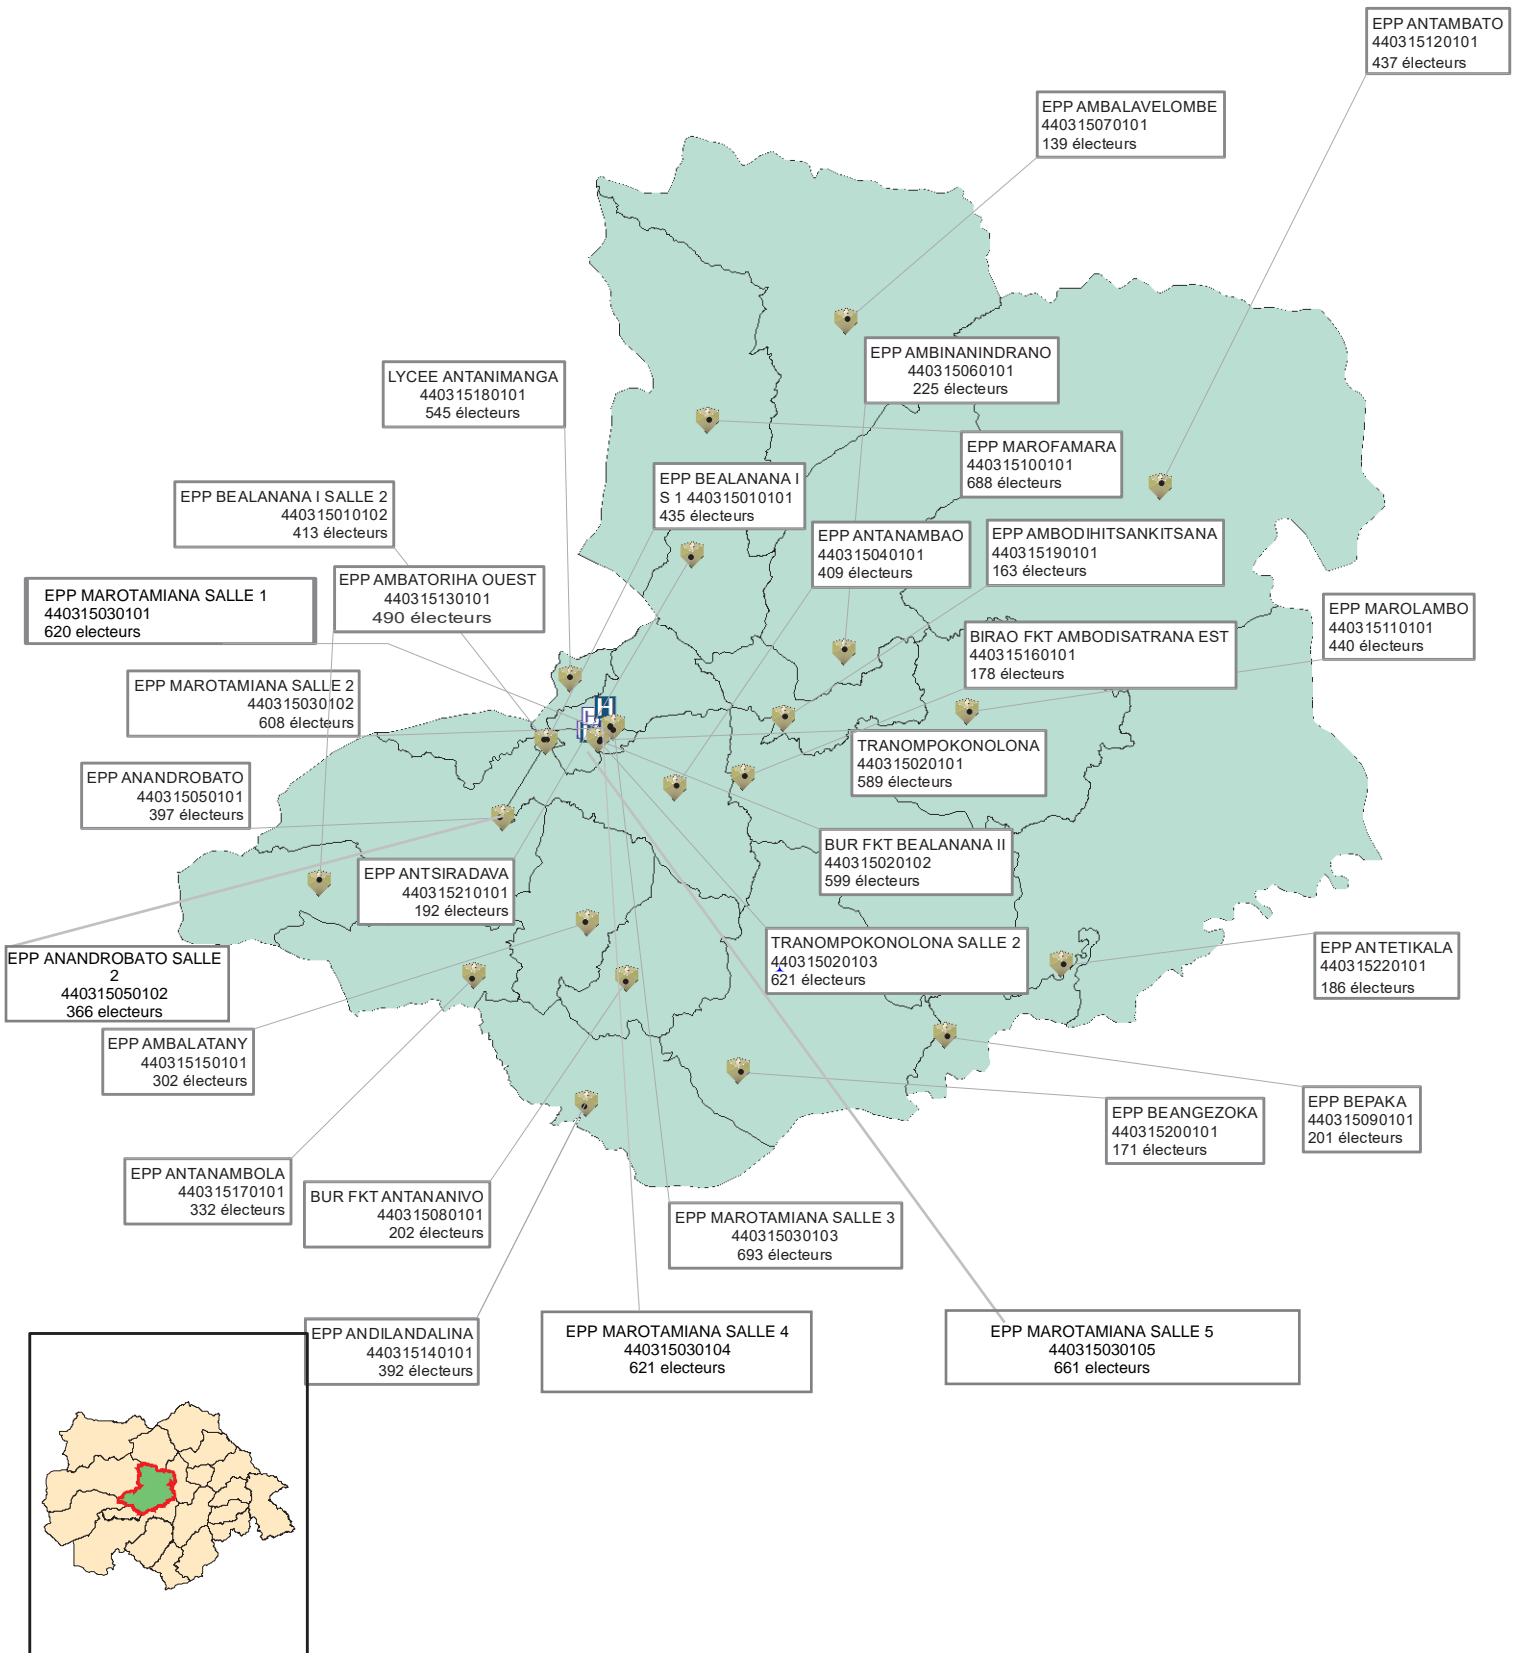 EPP ANTAMBATO
440315120101
437 électeurs
EPP AMBALAVELOMBE
440315070101
139 électeurs
EPP AMBINANINDRANO
440315060101
225 électeurs
LYCEE ANTANIMANGA
440315180101
545 électeurs
EPP MAROFAMARA
440315100101
688 électeurs
EPP BEALANANA I
S 1 440315010101
435 électeurs
EPP BEALANANA I SALLE 2
440315010102
413 électeurs
EPP ANTANAMBAO
440315040101
409 électeurs
EPP AMBODIHITSANKITSANA
440315190101
163 électeurs
EPP AMBATORIHA OUEST
440315130101
490 électeurs
EPP MAROTAMIANA SALLE 1
440315030101
620 electeurs
EPP MAROLAMBO
440315110101
440 électeurs
BIRAO FKT AMBODISATRANA EST
440315160101
178 électeurs
EPP MAROTAMIANA SALLE 2
440315030102
608 électeurs
H
H
TRANOMPOKONOLONA
440315020101
589 électeurs
EPP ANANDROBATO
440315050101
397 électeurs
BUR FKT BEALANANA II
440315020102
599 électeurs
EPP ANTSIRADAVA
440315210101
192 électeurs
TRANOMPOKONOLONA SALLE 2
440315020103
621 électeurs
EPP ANTETIKALA
440315220101
186 électeurs
EPP ANANDROBATO SALLE
2
440315050102
366 electeurs
EPP AMBALATANY
440315150101
302 électeurs
EPP BEPAKA
440315090101
201 électeurs
EPP BEANGEZOKA
440315200101
171 électeurs
EPP ANTANAMBOLA
440315170101
332 électeurs
BUR FKT ANTANANIVO
440315080101
202 électeurs
EPP MAROTAMIANA SALLE 3
440315030103
693 électeurs
EPP ANDILANDALINA
440315140101
392 électeurs
EPP MAROTAMIANA SALLE 4
440315030104
621 electeurs
EPP MAROTAMIANA SALLE 5
440315030105
661 electeurs